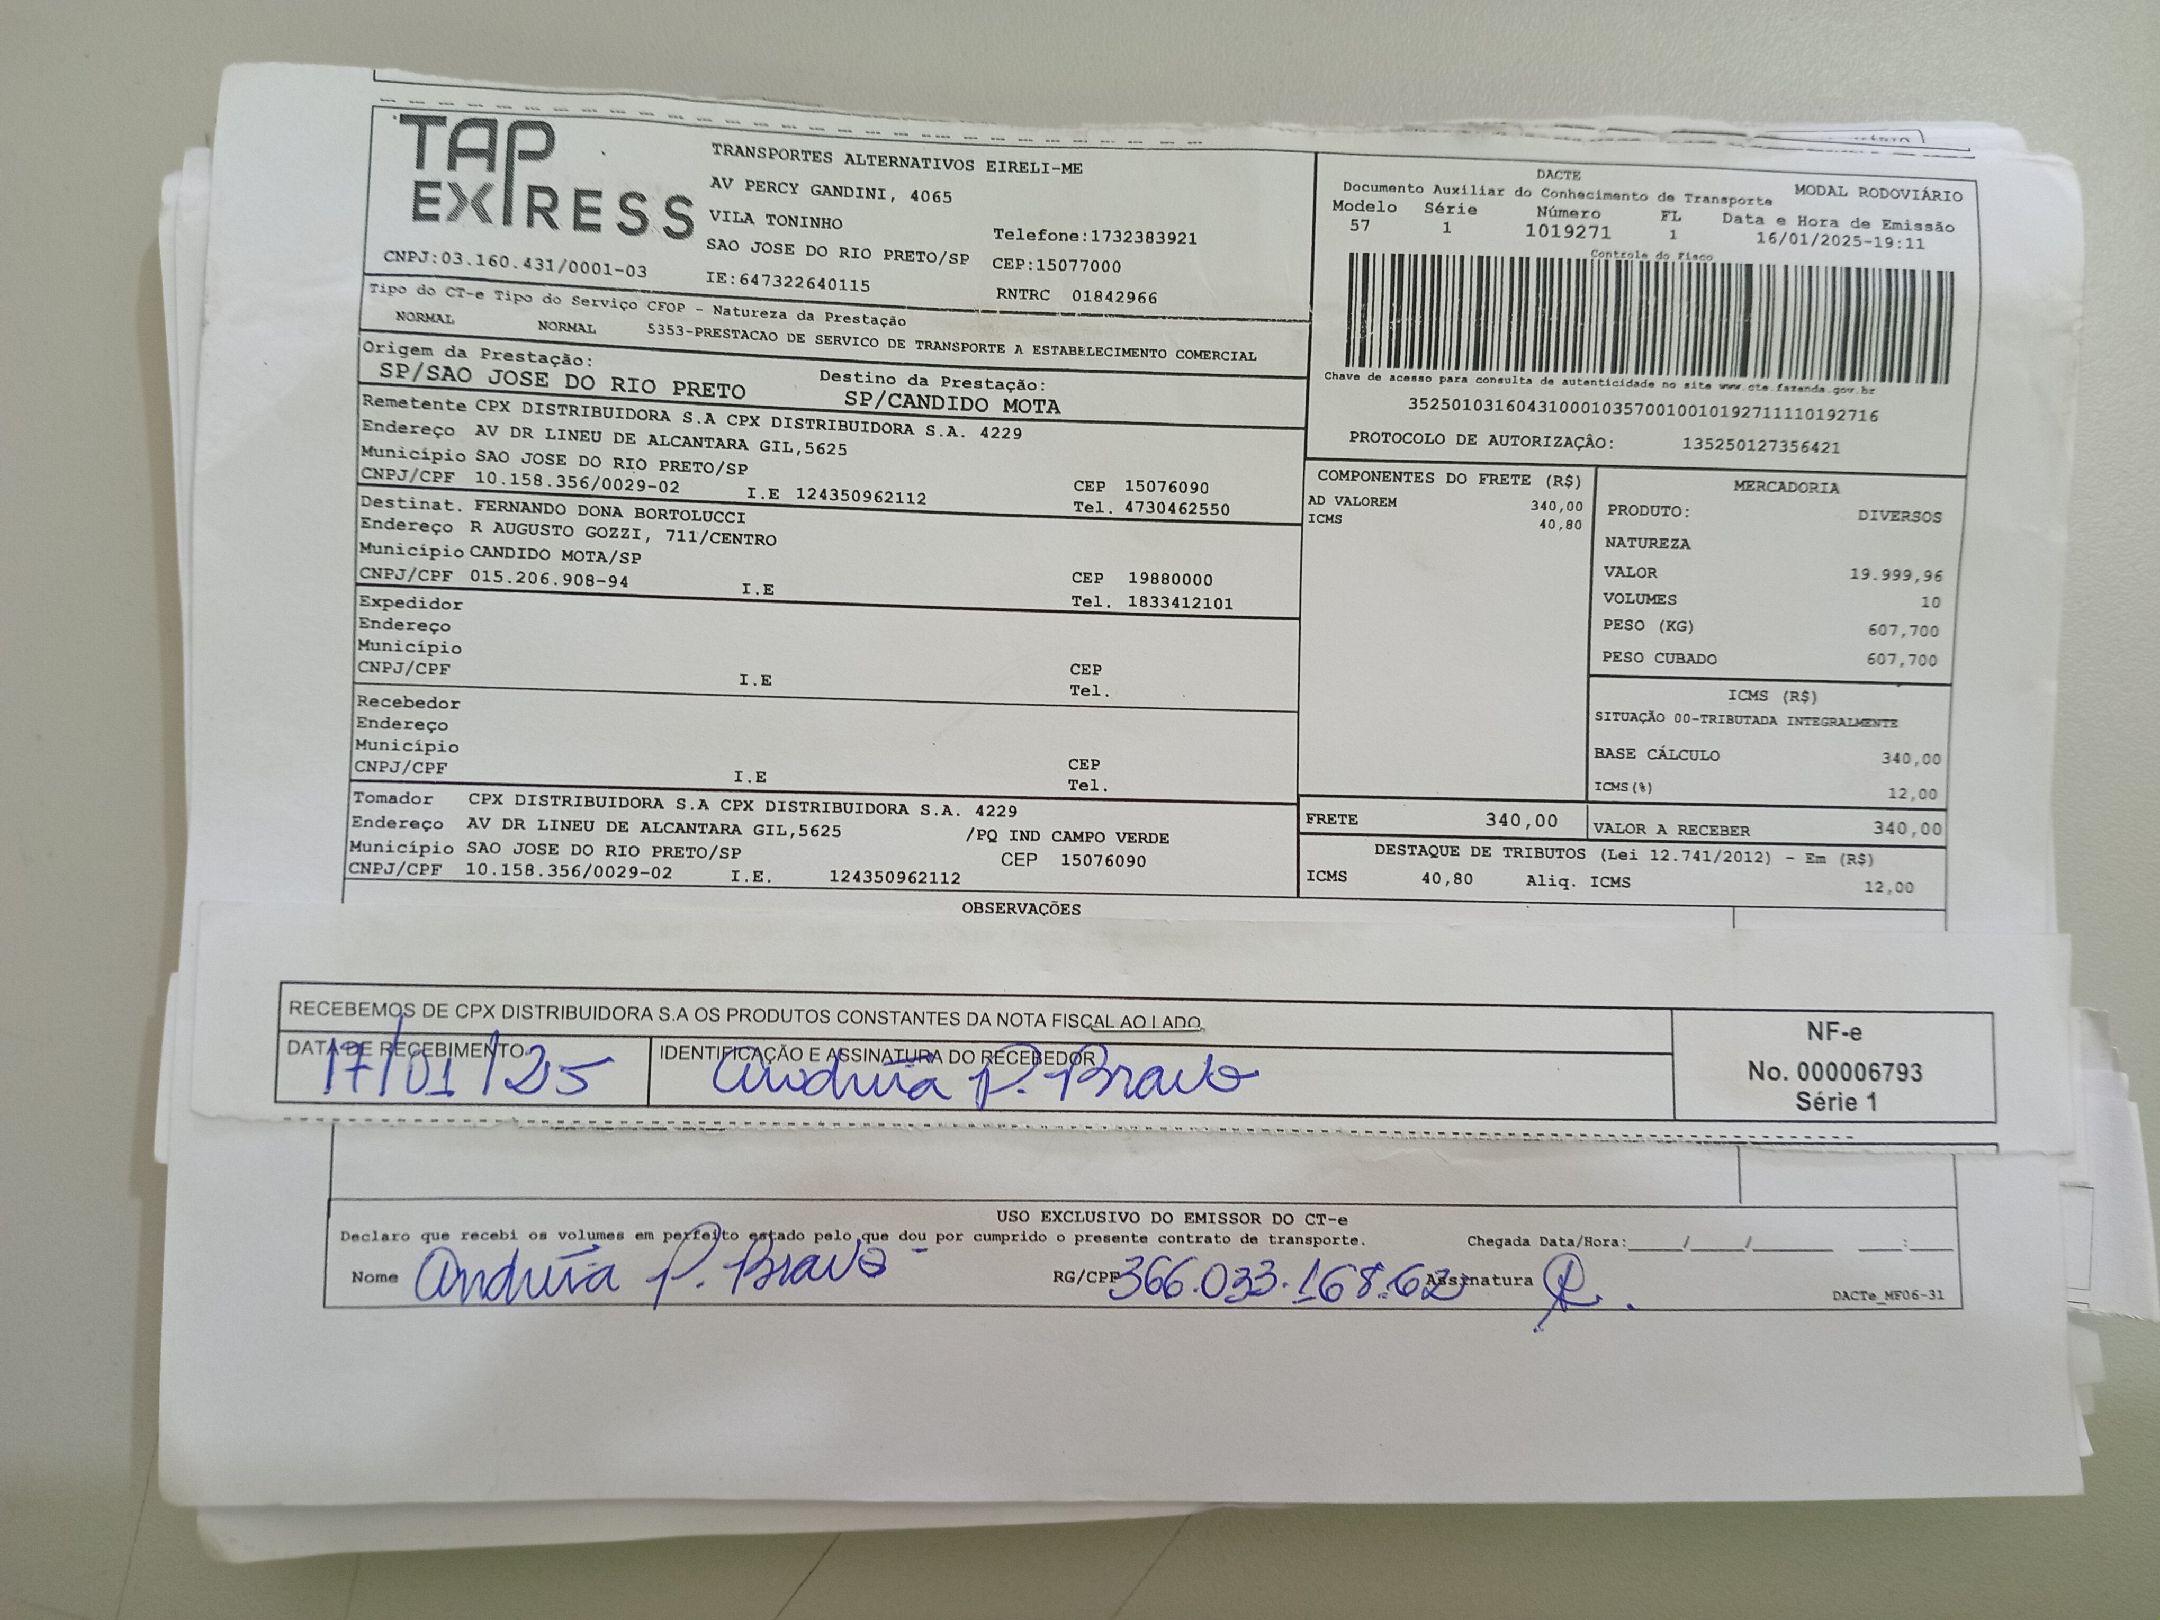 TAP EXPRESS
TRANSPORTES ALTERNATIVOS EIRELI-ME
AV PERCY GANDINI, 4065
VILA TONINHO
Telefone:1732383921
SAO JOSE DO RIO PRETO/SP CEP:15077000
CNPJ:03.160.431/0001-03 IE:647322640115 RNTRC 01842966
DACTE
Documento Auxiliar do Conhecimento de Transporte MODAL RODOVIÁRIO
Modelo Série Número FL Data e Hora de Emissão
57 1 1019271 1 16/01/2025-19:11
Controle do Fisco
Chave de acesso para consulta de autenticidade no site www.cte.fazenda.gov.br
35250103160431000103570010010192711110192716
PROTOCOLO DE AUTORIZAÇÂO: 135250127356421
Tipo do CT-e Tipo do Serviço CFOP - Natureza da Prestação
NORMAL NORMAL 5353-PRESTACAO DE SERVICO DE TRANSPORTE A ESTABELECIMENTO COMERCIAL
Origem da Prestação: Destino da Prestação:
SP/SAO JOSE DO RIO PRETO SP/CANDIDO MOTA
Remetente CPX DISTRIBUIDORA S.A CPX DISTRIBUIDORA S.A. 4229
Endereço AV DR LINEU DE ALCANTARA GIL,5625
Município SAO JOSE DO RIO PRETO/SP CEP 15076090
CNPJ/CPF 10.158.356/0029-02 I.E 124350962112 Tel. 4730462550
Destinat. FERNANDO DONA BORTOLUCCI
Endereço R AUGUSTO GOZZI, 711/CENTRO
Município CANDIDO MOTA/SP CEP 19880000
CNPJ/CPF 015.206.908-94 I.E Tel. 1833412101
Expedidor
Endereço
Município CEP
CNPJ/CPF I.E Tel.
Recebedor
Endereço
Município CEP
CNPJ/CPF I.E Tel.
Tomador CPX DISTRIBUIDORA S.A CPX DISTRIBUIDORA S.A. 4229
Endereço AV DR LINEU DE ALCANTARA GIL,5625 /PQ IND CAMPO VERDE
Município SAO JOSE DO RIO PRETO/SP CEP 15076090
CNPJ/CPF 10.158.356/0029-02 I.E. 124350962112
COMPONENTES DO FRETE (R$)
AD VALOREM 340,00
ICMS 40,80
MERCADORIA
PRODUTO: DIVERSOS
NATUREZA
VALOR 19.999,96
VOLUMES 10
PESO (KG) 607,700
PESO CUBADO 607,700
ICMS (R$)
SITUAÇÃO 00-TRIBUTADA INTEGRALMENTE
BASE CÁLCULO 340,00
ICMS(%) 12,00
FRETE 340,00 VALOR A RECEBER 340,00
DESTAQUE DE TRIBUTOS (Lei 12.741/2012) - Em (R$)
ICMS 40,80 Aliq. ICMS 12,00
OBSERVAÇÕES
RECEBEMOS DE CPX DISTRIBUIDORA S.A OS PRODUTOS CONSTANTES DA NOTA FISCAL AO LADO
DATA DE RECEBIMENTO IDENTIFICAÇÃO E ASSINATURA DO RECEBEDOR
17/01/25 Andréia P. Bravo
NF-e
No. 000006793
Série 1
USO EXCLUSIVO DO EMISSOR DO CT-e
Declaro que recebi os volumes em perfeito estado pelo que dou por cumprido o presente contrato de transporte. Chegada Data/Hora:____/____/______ ___:___
Nome Andréia P. Bravo RG/CPF 366.033.168.62 Assinatura
DACTe_MF06-31